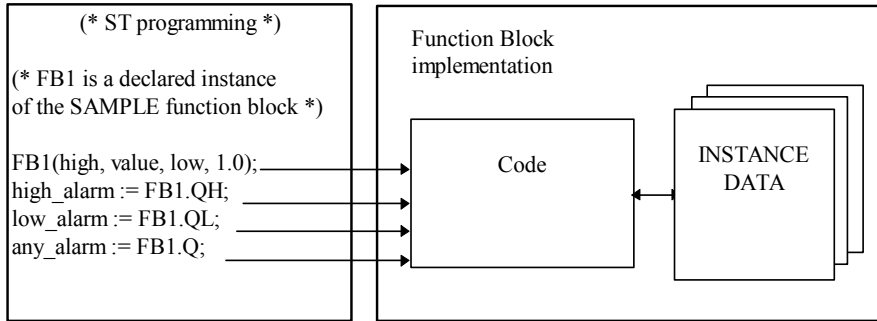 (* ST programming *)
(* FB1 is a declared instance
of the SAMPLE function block *)
FB1(high, value, low, 1.0);
high_alarm := FB1.QH;
low_alarm := FB1.QL;
any_alarm := FB1.Q;
Function Block
implementation
Code
INSTANCE
DATA